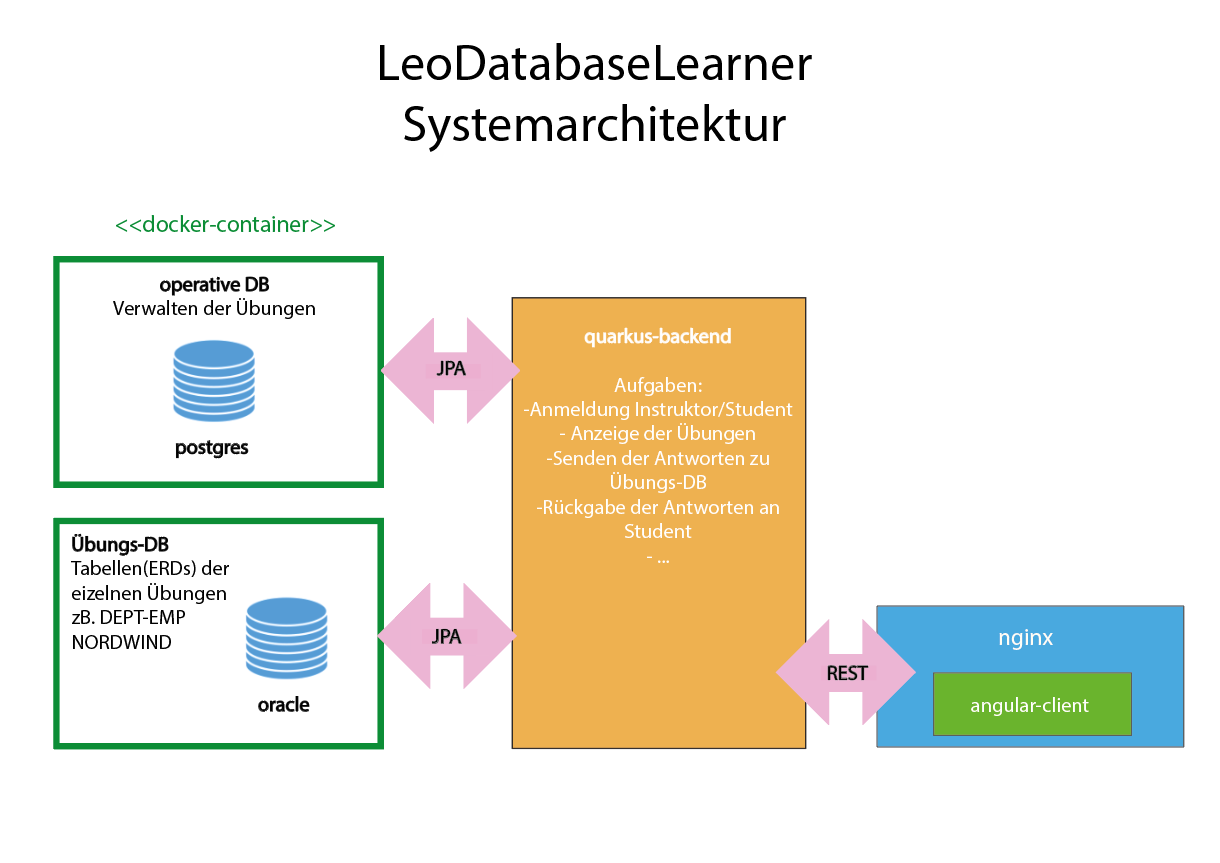 LeoDatabaseLearner
Systemarchitektur
<<docker-container>>
operative DB
Verwalten der Übungen
postgres
JPA
Übungs-DB
Tabellen(ERDs) der
eizelnen Übungen
zB. DEPT-EMP
NORDWIND
oracle
JPA
quarkus-backend
Aufgaben:
-Anmeldung Instruktor/Student
- Anzeige der Übungen
-Senden der Antworten zu
Übungs-DB
-Rückgabe der Antworten an
Student
- ...
REST
nginx
angular-client